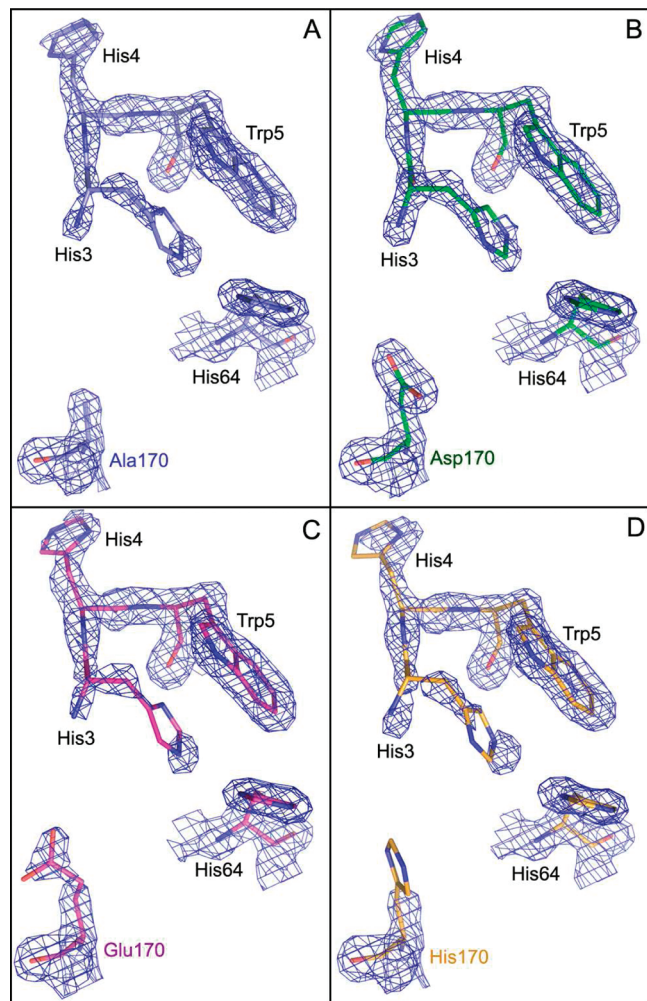 A
His4
Trp5
His3
His64
Ala170
B
His4
Trp5
His3
His64
Asp170
C
His4
Trp5
His3
His64
Glu170
D
His4
Trp5
His3
His64
His170